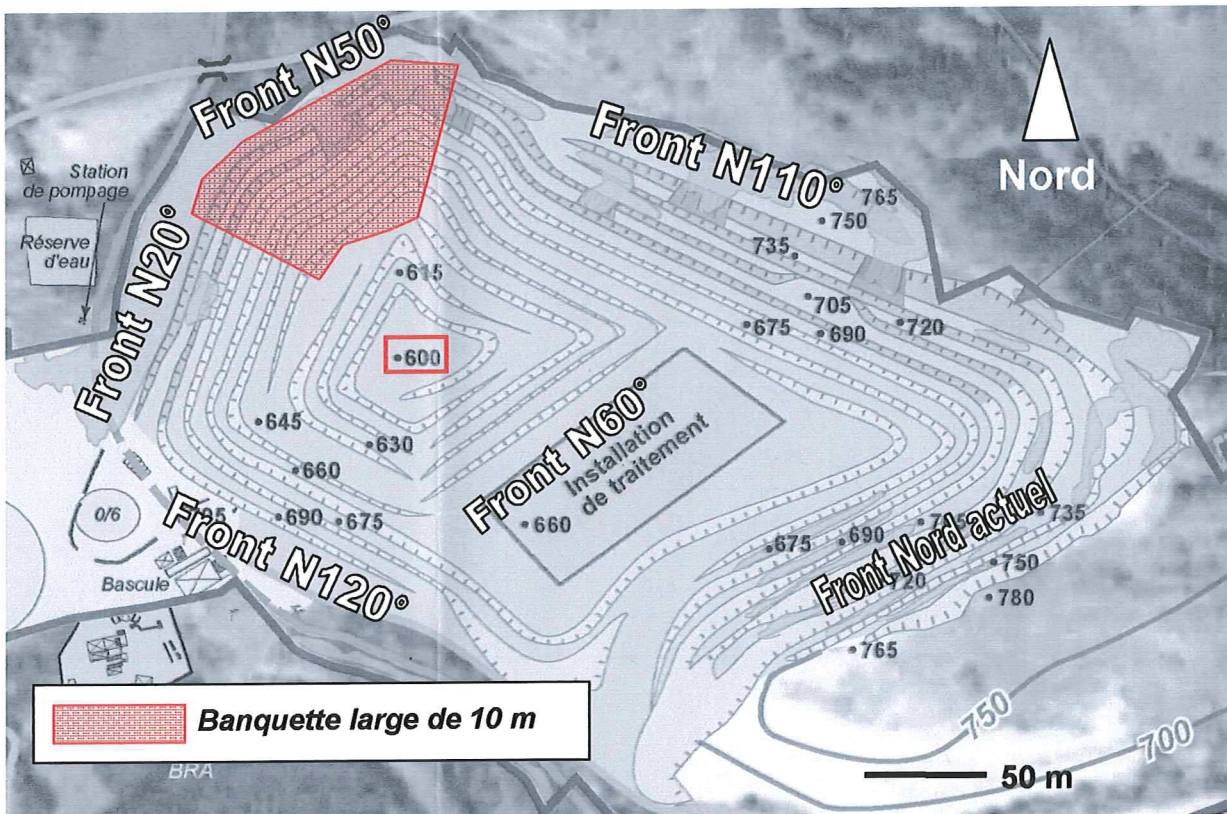 Front N50°
Front N110°
Nord
Station
de pompage
Réserve
d'eau
Front N20°
765
750
735
615
705
675
690
720
600
Front N60°
Installation
de traitement
645
630
660
690
675
660
0/6
Front N120°
Bascule
675
690
735
Front Nord actuel
720
750
780
765
750
700
Banquette large de 10 m
BRA
50 m